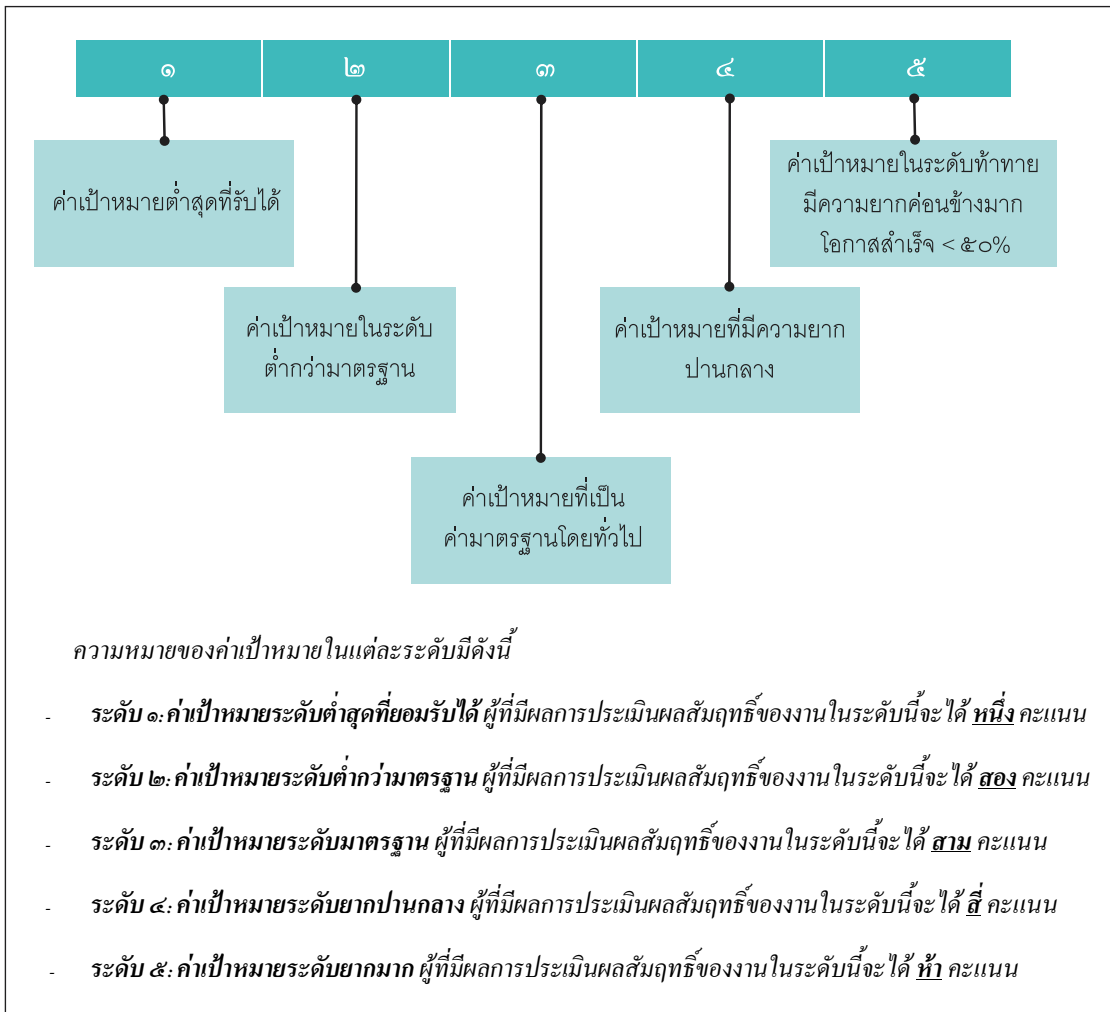 ๑ ๒ ๓ ๔ ๕
ค่าเป้าหมายต่ำสุดที่รับได้
ค่าเป้าหมายในระดับ
ต่ำกว่ามาตรฐาน
ค่าเป้าหมายที่เป็น
ค่ามาตรฐานโดยทั่วไป
ค่าเป้าหมายที่มีความยาก
ปานกลาง
ค่าเป้าหมายในระดับท้าทาย
มีความยากค่อนข้างมาก
โอกาสสำเร็จ < ๕๐%
ความหมายของค่าเป้าหมายในแต่ละระดับมีดังนี้
- ระดับ ๑: ค่าเป้าหมายระดับต่ำสุดที่ยอมรับได้ ผู้ที่มีผลการประเมินผลสัมฤทธิ์ของงานในระดับนี้จะได้ หนึ่ง คะแนน
- ระดับ ๒: ค่าเป้าหมายระดับต่ำกว่ามาตรฐาน ผู้ที่มีผลการประเมินผลสัมฤทธิ์ของงานในระดับนี้จะได้ สอง คะแนน
- ระดับ ๓: ค่าเป้าหมายระดับมาตรฐาน ผู้ที่มีผลการประเมินผลสัมฤทธิ์ของงานในระดับนี้จะได้ สาม คะแนน
- ระดับ ๔: ค่าเป้าหมายระดับยากปานกลาง ผู้ที่มีผลการประเมินผลสัมฤทธิ์ของงานในระดับนี้จะได้ สี่ คะแนน
- ระดับ ๕: ค่าเป้าหมายระดับยากมาก ผู้ที่มีผลการประเมินผลสัมฤทธิ์ของงานในระดับนี้จะได้ ห้า คะแนน